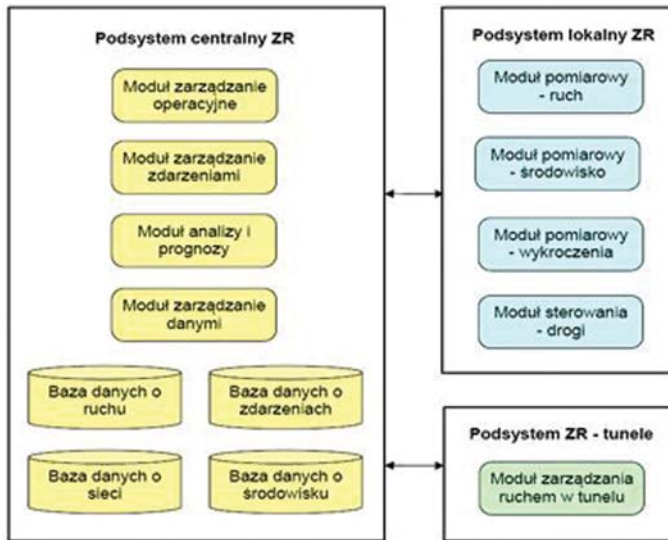 Podsystem centralny ZR
Moduł zarządzanie
operacyjne
Moduł zarządzanie
zdarzeniami
Moduł analizy i
prognozy
Moduł zarządzanie
danymi
Baza danych o
ruchu
Baza danych o
zdarzeniach
Baza danych o
sieci
Baza danych o
środowisku
Podsystem lokalny ZR
Moduł pomiarowy
- ruch
Moduł pomiarowy
- środowisko
Moduł pomiarowy
- wykroczenia
Moduł sterowania
- drogi
Podsystem ZR - tunele
Moduł zarządzania
ruchem w tunelu